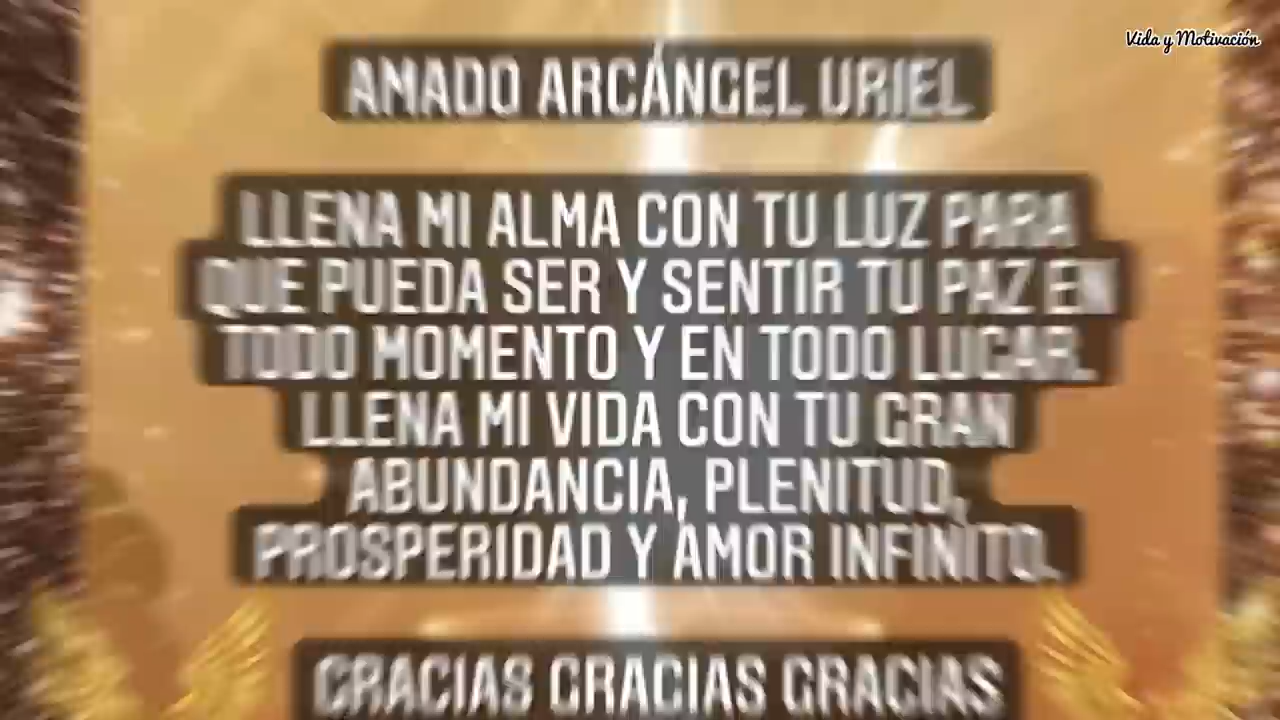 Vida y Motivación
AMADO ARCÁNGEL URIEL
LLENA MI ALMA CON TU LUZ PARA
QUE PUEDA SER Y SENTIR TU PAZ EN
TODO MOMENTO Y EN TODO LUGAR.
LLENA MI VIDA CON TU GRAN
ABUNDANCIA, PLENITUD,
PROSPERIDAD Y AMOR INFINITO.
GRACIAS GRACIAS GRACIAS